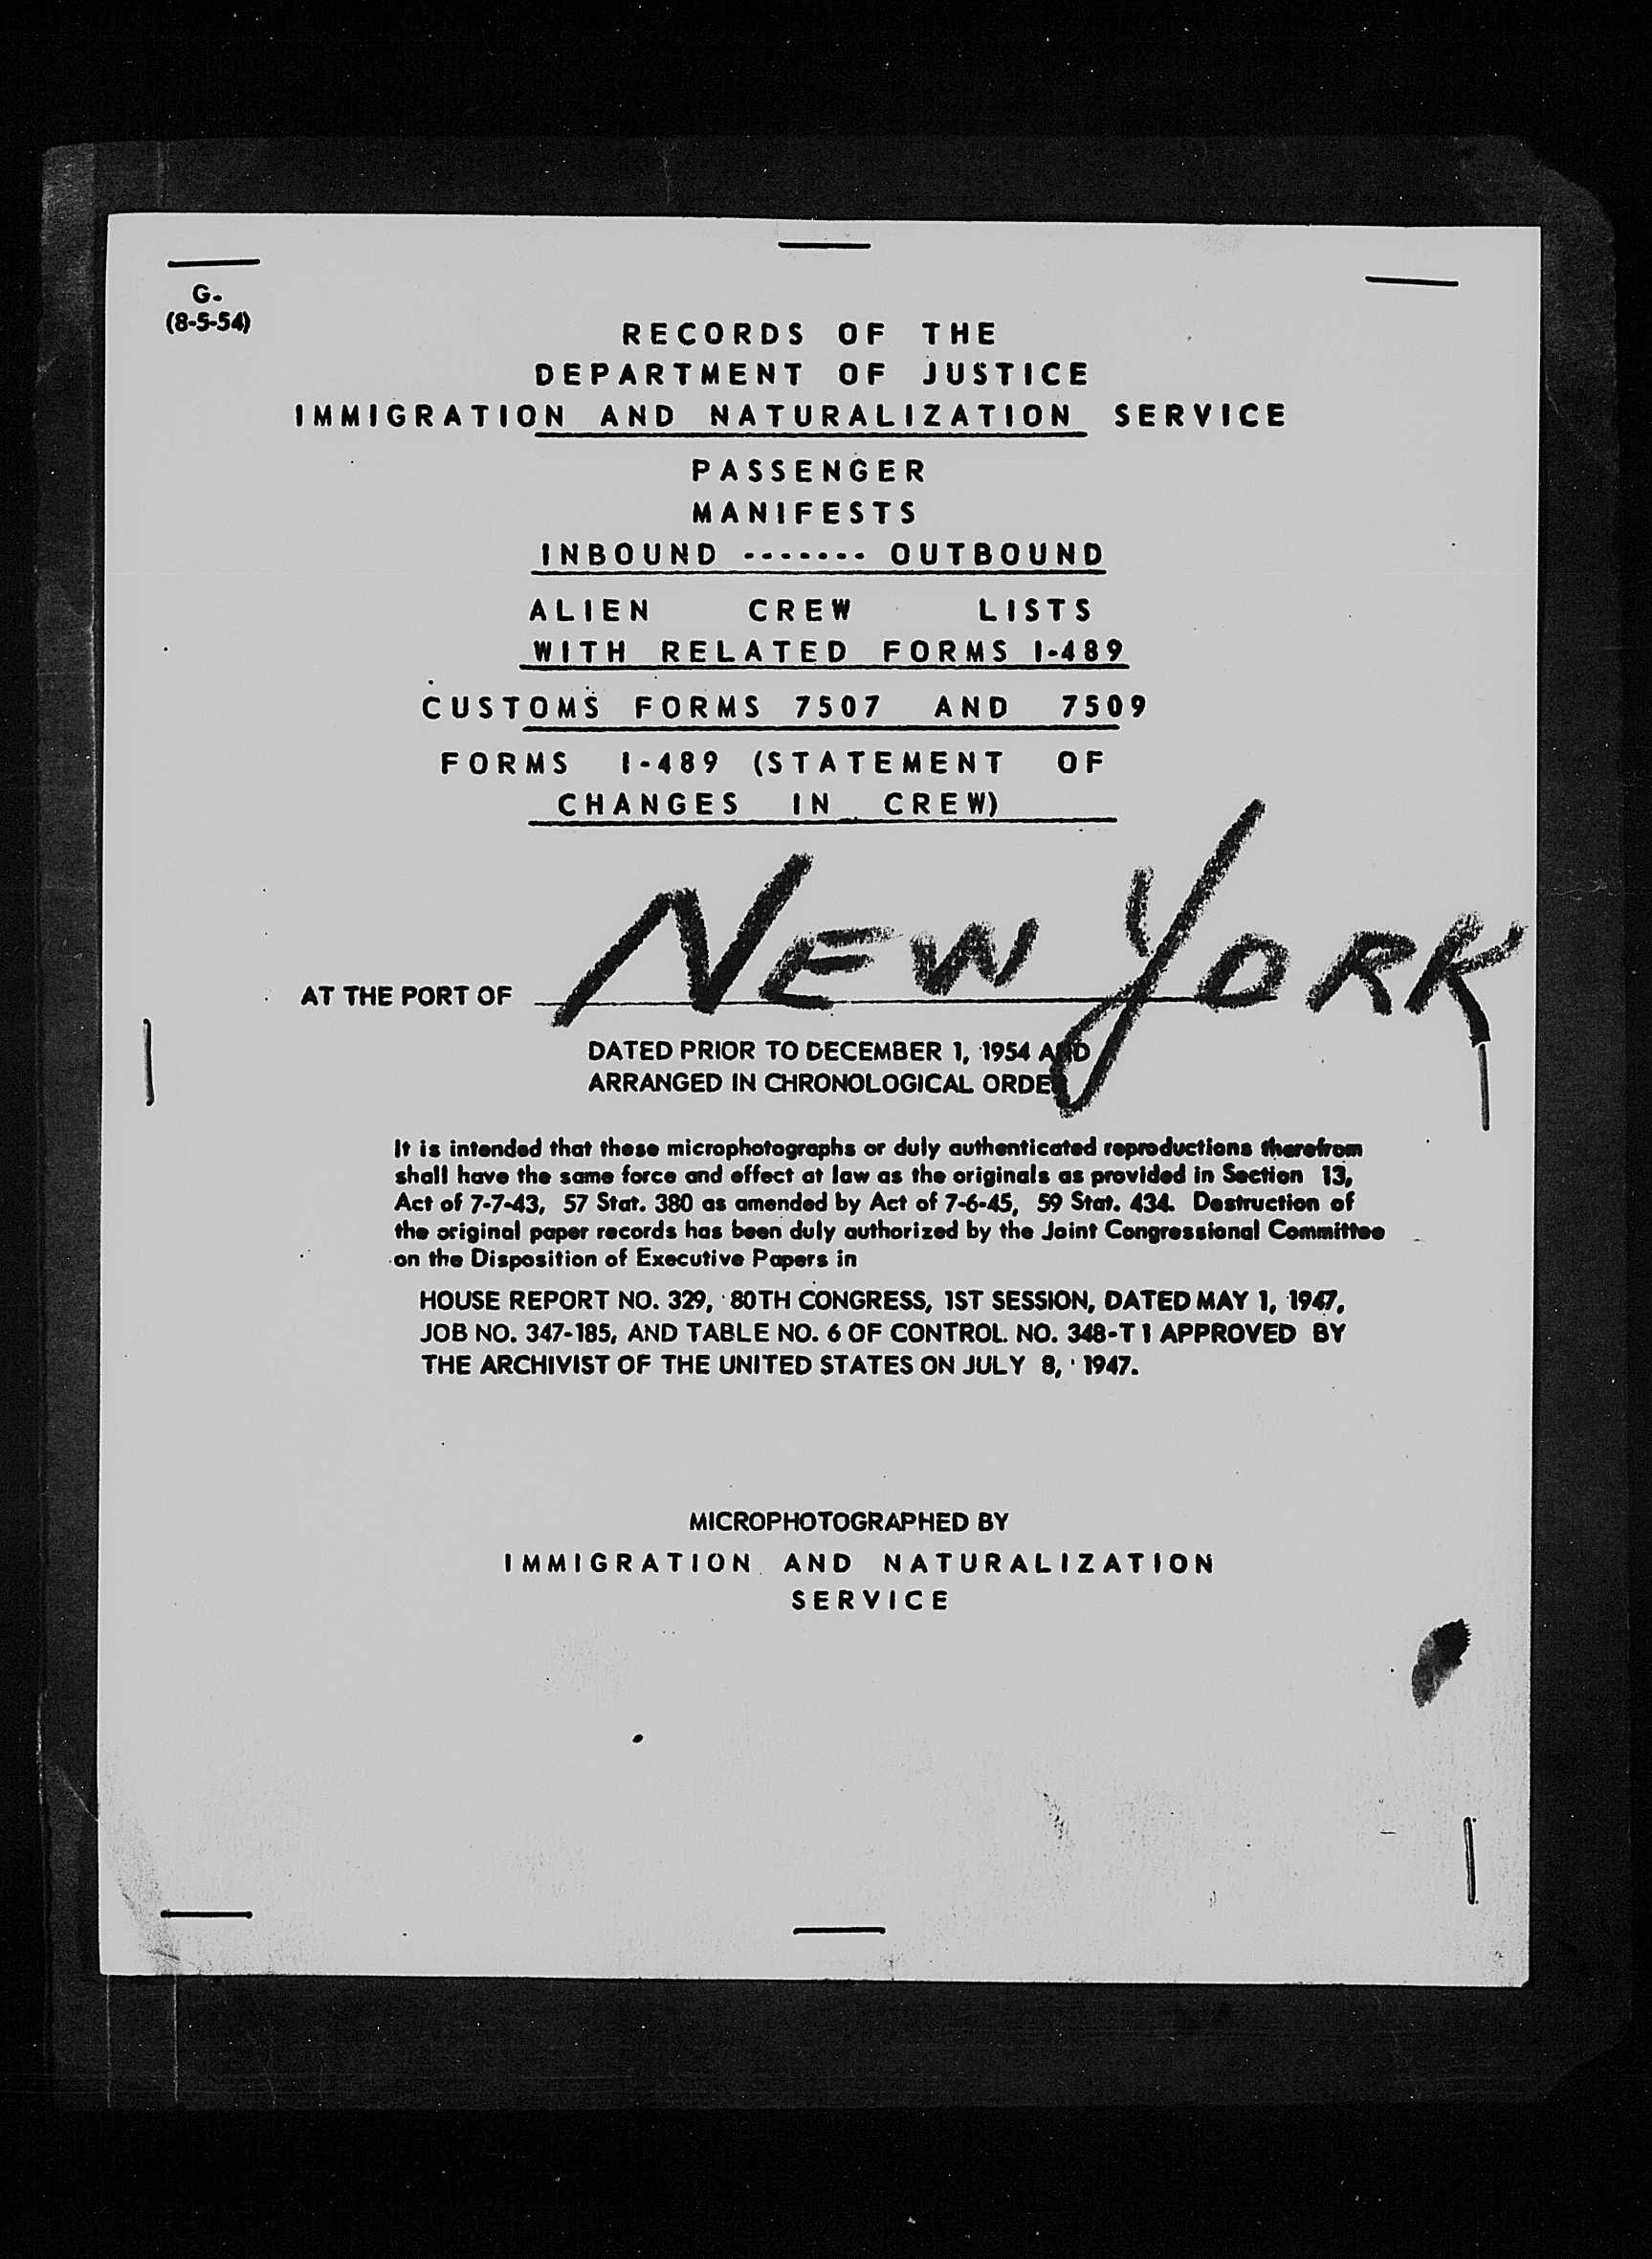 G-
(8-5-54)
RECORDS OF THE
DEPARTMENT OF JUSTICE
IMMIGRATION AND NATURALIZATION SERVICE
PASSENGER
MANIFESTS
INBOUND ------- OUTBOUND
ALIEN CREW LISTS
WITH RELATED FORMS I-489
CUSTOMS FORMS 7507 AND 7509
FORMS I-489 (STATEMENT OF
CHANGES IN CREW)
AT THE PORT OF NEW YORK
DATED PRIOR TO DECEMBER 1, 1954 AND
ARRANGED IN CHRONOLOGICAL ORDER
It is intended that these microphotographs or duly authenticated reproductions therefrom
shall have the same force and effect at law as the originals as provided in Section 13,
Act of 7-7-43, 57 Stat. 380 as amended by Act of 7-6-45, 59 Stat. 434. Destruction of
the original paper records has been duly authorized by the Joint Congressional Committee
on the Disposition of Executive Papers in
HOUSE REPORT NO. 329, 80TH CONGRESS, 1ST SESSION, DATED MAY 1, 1947,
JOB NO. 347-185, AND TABLE NO. 6 OF CONTROL. NO. 348-T 1 APPROVED BY
THE ARCHIVIST OF THE UNITED STATES ON JULY 8, 1947.
MICROPHOTOGRAPHED BY
IMMIGRATION AND NATURALIZATION
SERVICE